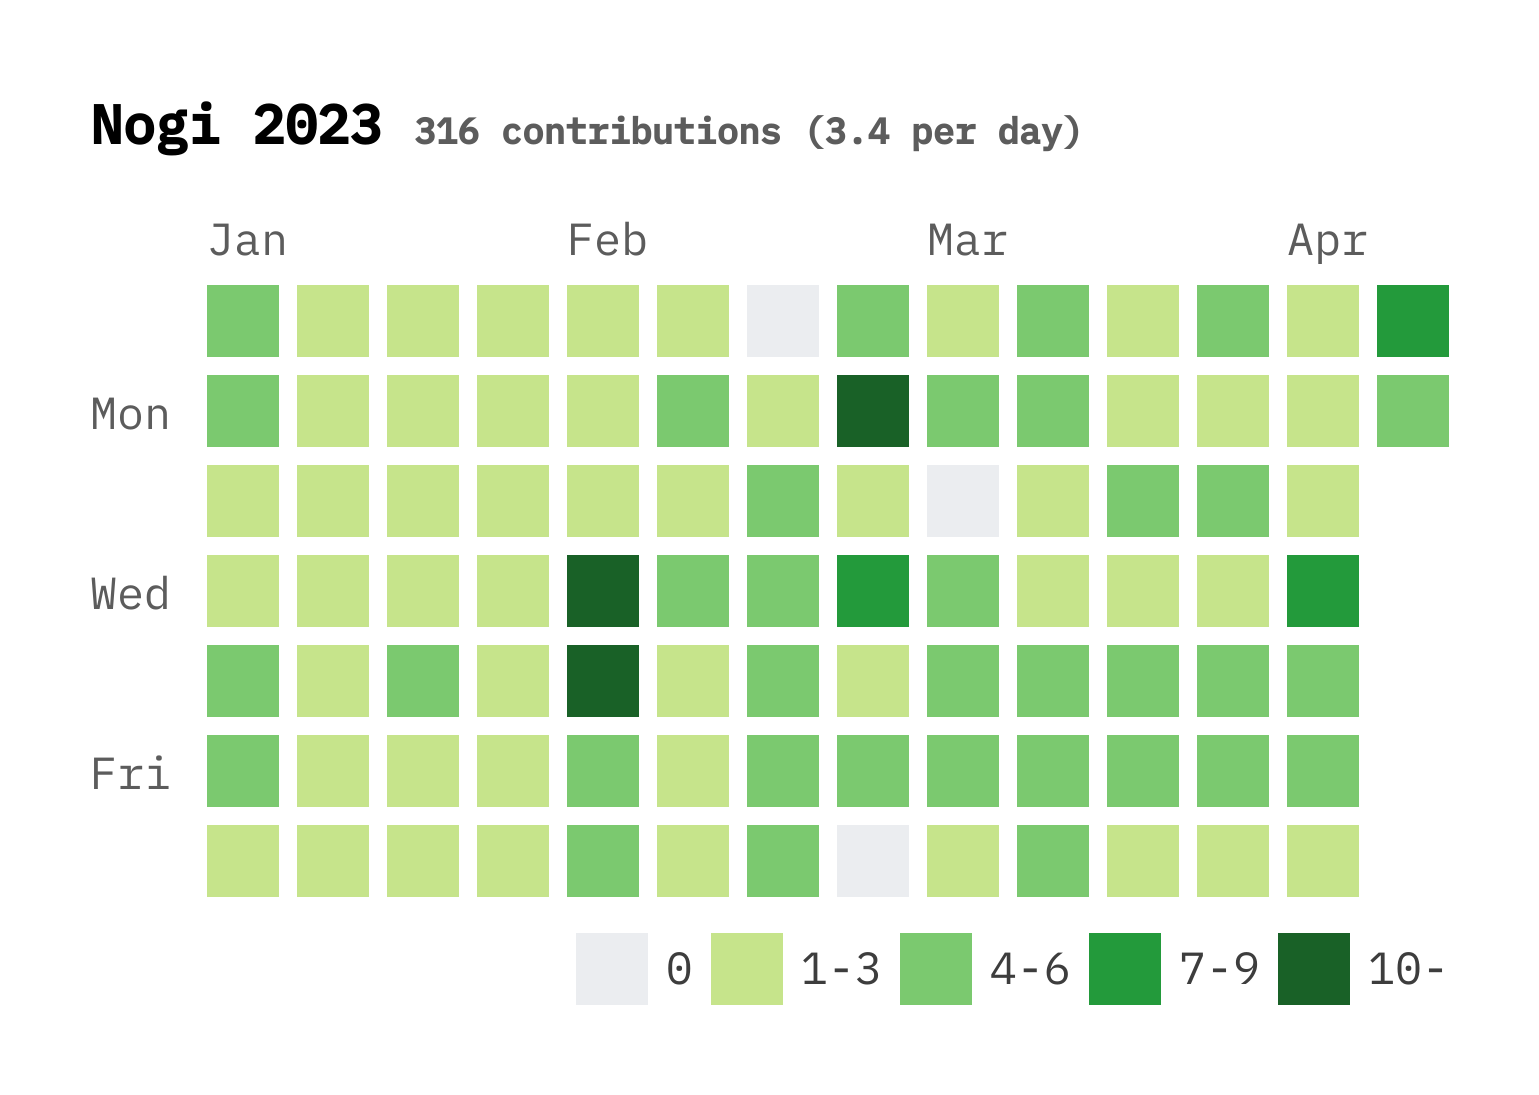 Nogi 2023 316 contributions (3.4 per day)
Jan Feb Mar Apr
Mon
Wed
Fri
0 1-3 4-6 7-9 10-